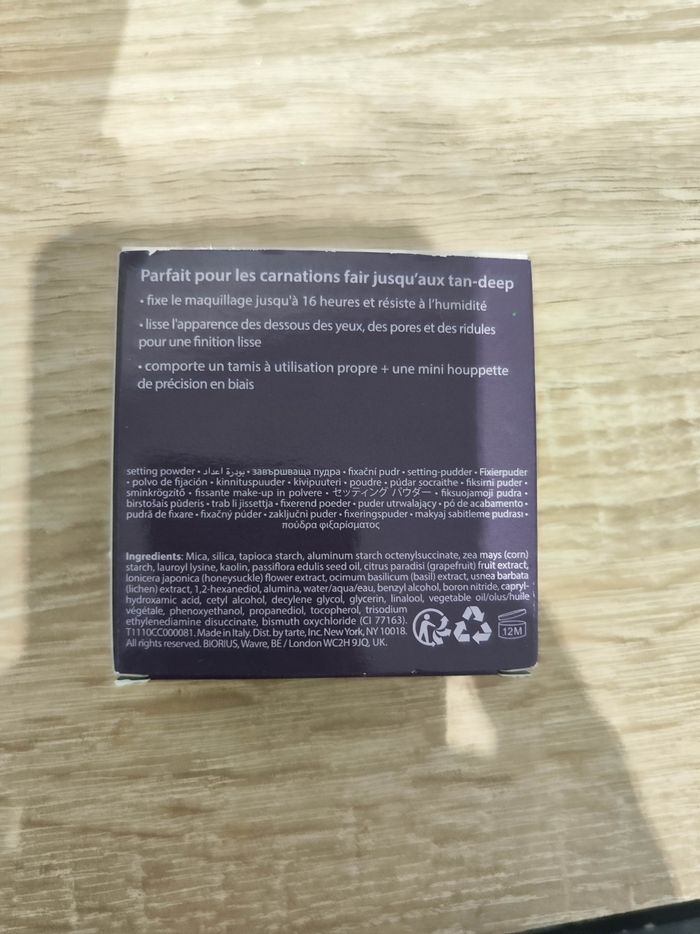 Parfait pour les carnations fair jusqu'aux tan-deep
• fixe le maquillage jusqu'à 16 heures et résiste à l'humidité
• lisse l'apparence des dessous des yeux, des pores et des ridules
pour une finition lisse
• comporte un tamis à utilisation propre + une mini houppette
de précision en biais
setting powder • بودرة اعداد • завършваща пудра • fixační pudr • setting-pudder • Fixierpuder
• polvo de fijación • kinnituspuuder • kivipuuteri • poudre • púdar socraithe • fiksirni puder •
sminkrögzítő • fissante make-up in polvere • セッティング パウダー • fiksuojamoji pudra •
birstošais pūderis • trab li jissettja • fixerend poeder • puder utrwalający • pó de acabamento •
pudră de fixare • fixačný púder • zaključni puder • fixeringspuder • makyaj sabitleme pudrası •
πούδρα φιξαρίσματος
Ingredients: Mica, silica, tapioca starch, aluminum starch octenylsuccinate, zea mays (corn)
starch, lauroyl lysine, kaolin, passiflora edulis seed oil, citrus paradisi (grapefruit) fruit extract,
lonicera japonica (honeysuckle) flower extract, ocimum basilicum (basil) extract, usnea barbata
(lichen) extract, 1,2-hexanediol, alumina, water/aqua/eau, benzyl alcohol, boron nitride, capryl-
hydroxamic acid, cetyl alcohol, decylene glycol, glycerin, linalool, vegetable oil/olus/huile
végétale, phenoxyethanol, propanediol, tocopherol, trisodium
ethylenediamine disuccinate, bismuth oxychloride (CI 77163).
T1110CC000081. Made in Italy. Dist. by tarte, inc. New York, NY 10018.
All rights reserved. BIORIUS, Wavre, BE / London WC2H 9JQ, UK.
12M